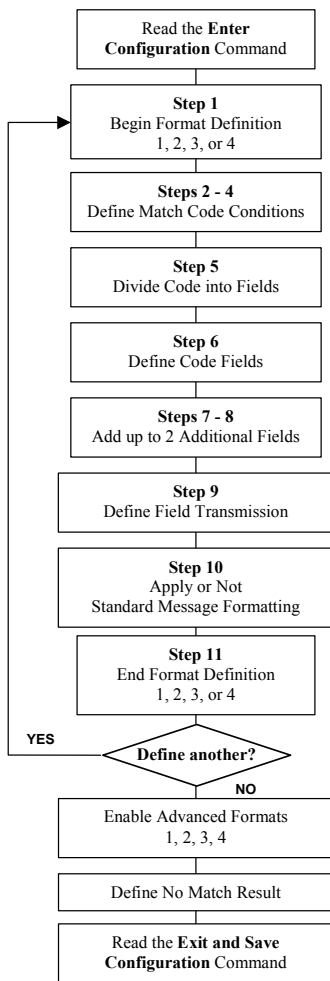 Read the Enter
Configuration Command
Step 1
Begin Format Definition
1, 2, 3, or 4
Steps 2 - 4
Define Match Code Conditions
Step 5
Divide Code into Fields
Step 6
Define Code Fields
Steps 7 - 8
Add up to 2 Additional Fields
Step 9
Define Field Transmission
Step 10
Apply or Not
Standard Message Formatting
Step 11
End Format Definition
1, 2, 3, or 4
YES
Define another?
NO
Enable Advanced Formats
1, 2, 3, 4
Define No Match Result
Read the Exit and Save
Configuration Command